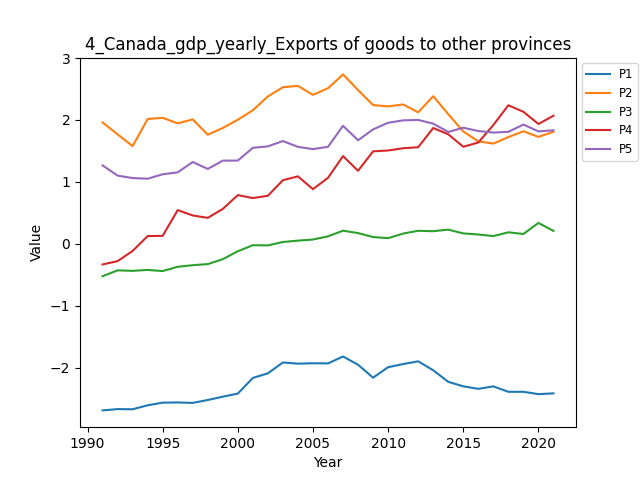 4_Canada_gdp_yearly_Exports of goods to other provinces
3
2
1
0
−1
−2
Value
1990
1995
2000
2005
2010
2015
2020
Year
P1
P2
P3
P4
P5